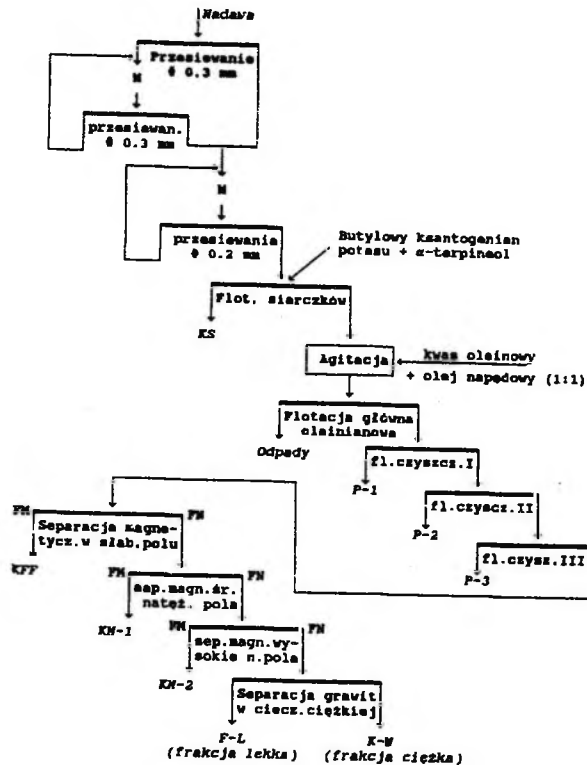 Nadawa
Przesiewanie
ϕ 0.3 mm
M
przesiewan.
ϕ 0.3 mm
M
przesiewania
ϕ 0.2 mm
Butylowy ksantogenian
potasu + α-terpineol
Flot. siarczków
KS
Agitacja
kwas oleinowy
+ olej napędowy (1:1)
Flotacja główna
oleinianowa
Odpady
fl.czyszcz.I
P-1
fl.czyscz.II
P-2
fl.czysz.III
P-3
FM
FN
Separacja magne-
tycz.w słab.polu
KFF
FM
FN
sep.magn.śr.
natęż. pola
KM-1
FM
FN
sep.magn.wy-
sokie n.pola
KM-2
Separacja grawit
w ciecz.ciężkiej
F-L
K-W
(frakcja lekka)
(frakcja ciężka)